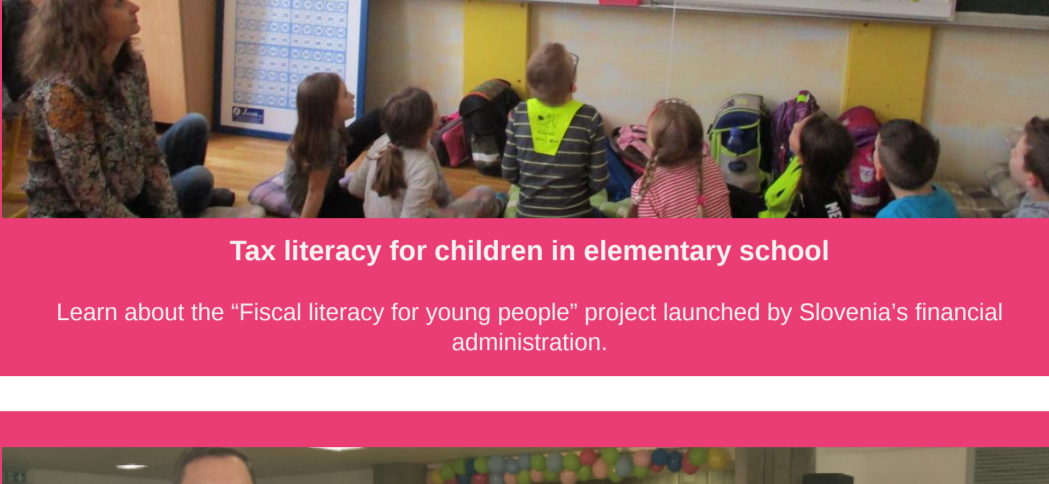 Tax literacy for children in elementary school
Learn about the “Fiscal literacy for young people” project launched by Slovenia’s financial
administration.